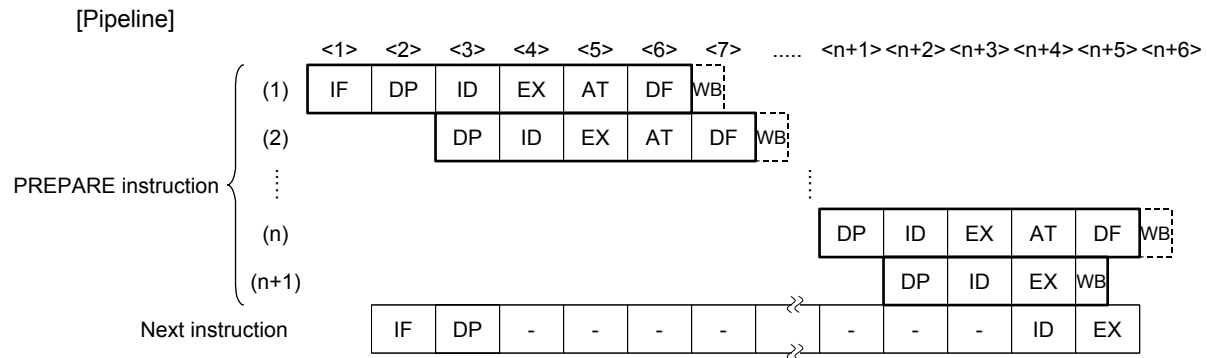 [Pipeline]
<1> <2> <3> <4> <5> <6> <7> ..... <n+1> <n+2> <n+3> <n+4> <n+5> <n+6>
(1) IF DP ID EX AT DF WB
(2) DP ID EX AT DF WB
PREPARE instruction
(n) DP ID EX AT DF WB
(n+1) DP ID EX WB
Next instruction IF DP - - - - - - - ID EX